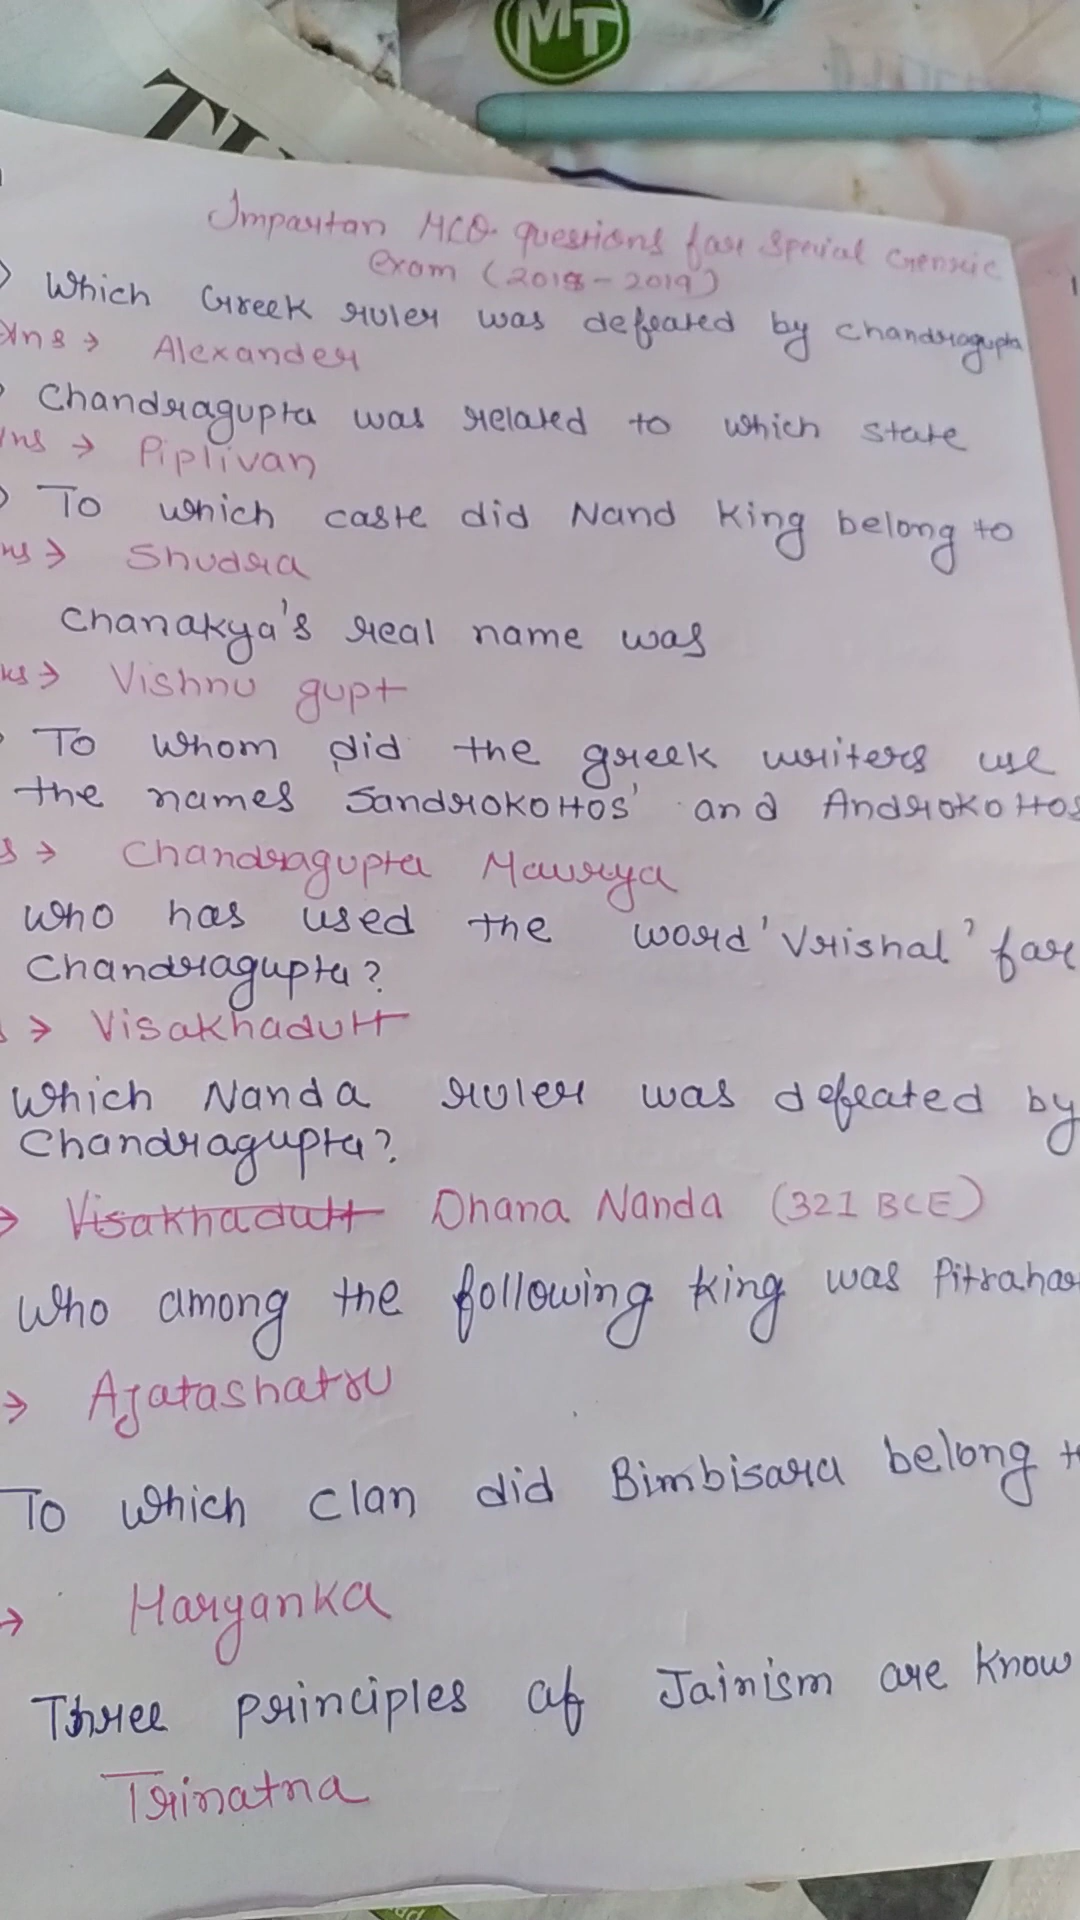 MT
Impartan MCQ. questions for Special Genric
exam (2018-2019)
Which Greek ruler was defeated by Chandragupta
Ans → Alexander
Chandragupta was related to which state
Ans → Piplivan
To which caste did Nand King belong to
Shudra
Chanakya's real name was
Vishnu gupt
To whom did the greek writers use
the names Sandrokottos' and Androkottos
Chandragupta Maurya
Who has used the word 'Vrishal' for
Chandragupta?
Visakhadutt
Which Nanda ruler was defeated by
Chandragupta?
→ Visakhadutt Dhana Nanda (321 BCE)
Who among the following king was Pitrahan
→ Ajatashatru
To which clan did Bimbisara belong
→ Haryanka
Three principles of Jainism are know
Trinatna